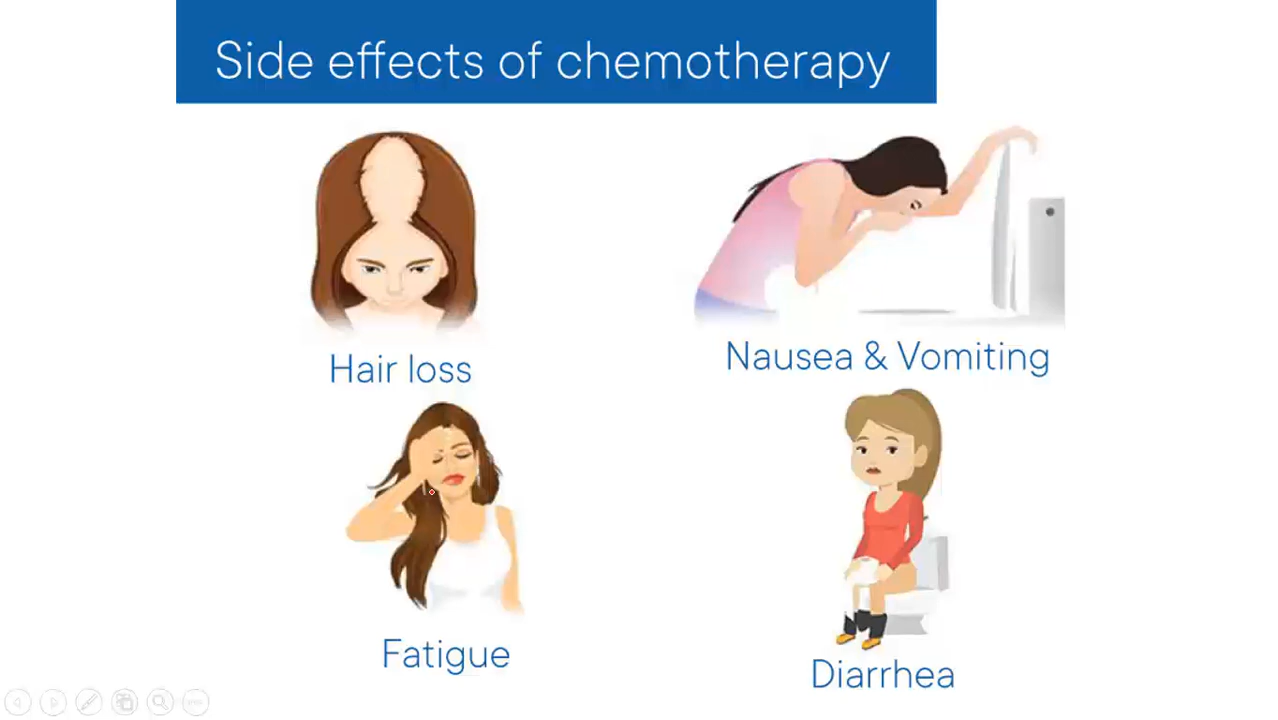 Side effects of chemotherapy
Hair loss
Nausea & Vomiting
Fatigue
Diarrhea